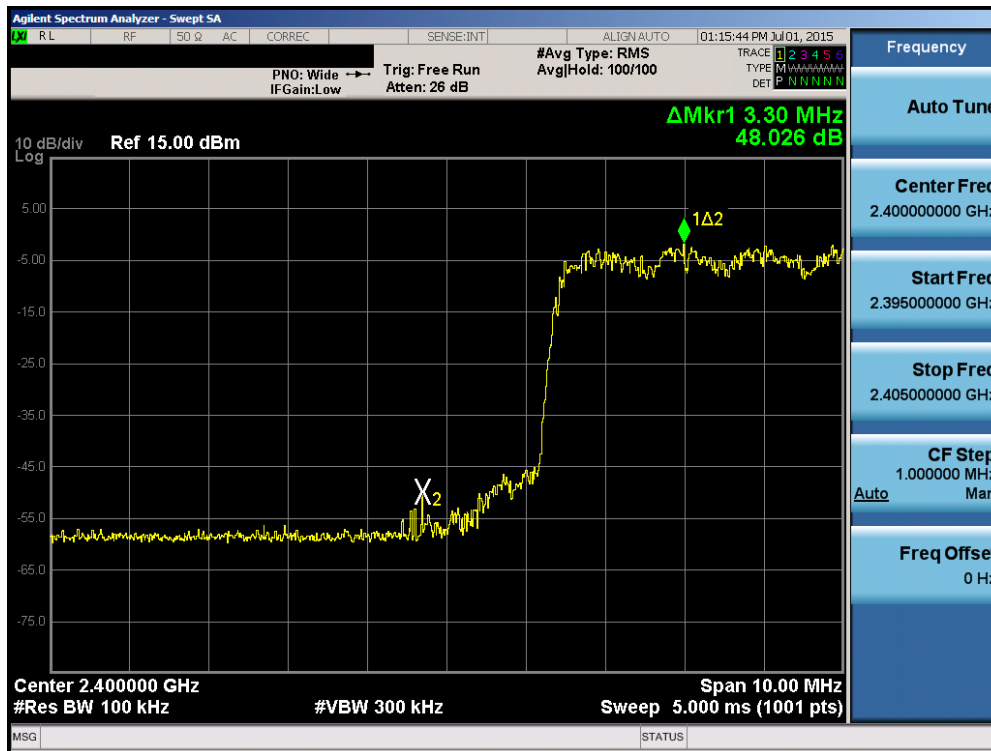 Agilent Spectrum Analyzer - Swept SA
LXI RL RF 50 Ω AC CORREC SENSE:INT ALIGN AUTO 01:15:44 PM Jul 01, 2015
PNO: Wide
IFGain:Low
Trig: Free Run
Atten: 26 dB
#Avg Type: RMS
Avg|Hold: 100/100
TRACE 1 2 3 4 5 6
TYPE M WWWWW
DET P N N N N N
ΔMkr1 3.30 MHz
48.026 dB
10 dB/div Ref 15.00 dBm
Log
5.00
-5.00
-15.0
-25.0
-35.0
-45.0
-55.0
-65.0
-75.0
1Δ2
X2
Center 2.400000 GHz Span 10.00 MHz
#Res BW 100 kHz #VBW 300 kHz Sweep 5.000 ms (1001 pts)
MSG STATUS
Frequency
Auto Tune
Center Freq
2.400000000 GHz
Start Freq
2.395000000 GHz
Stop Freq
2.405000000 GHz
CF Step
1.000000 MHz
Auto Man
Freq Offset
0 Hz